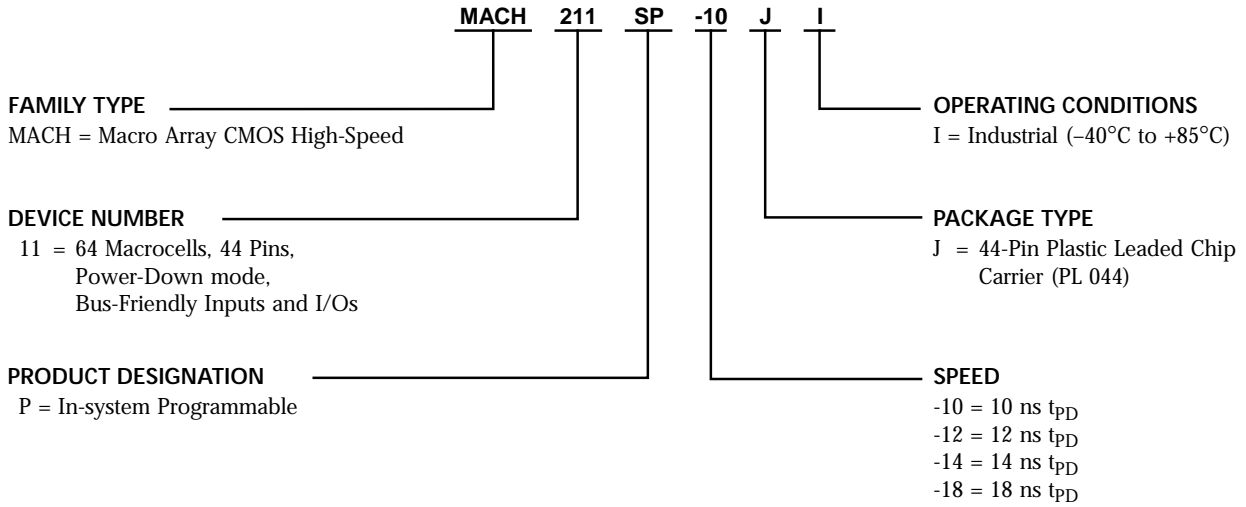 MACH 211 SP -10 J I
FAMILY TYPE
MACH = Macro Array CMOS High-Speed
DEVICE NUMBER
11 = 64 Macrocells, 44 Pins,
Power-Down mode,
Bus-Friendly Inputs and I/Os
PRODUCT DESIGNATION
P = In-system Programmable
OPERATING CONDITIONS
I = Industrial (–40°C to +85°C)
PACKAGE TYPE
J = 44-Pin Plastic Leaded Chip
Carrier (PL 044)
SPEED
-10 = 10 ns tPD
-12 = 12 ns tPD
-14 = 14 ns tPD
-18 = 18 ns tPD